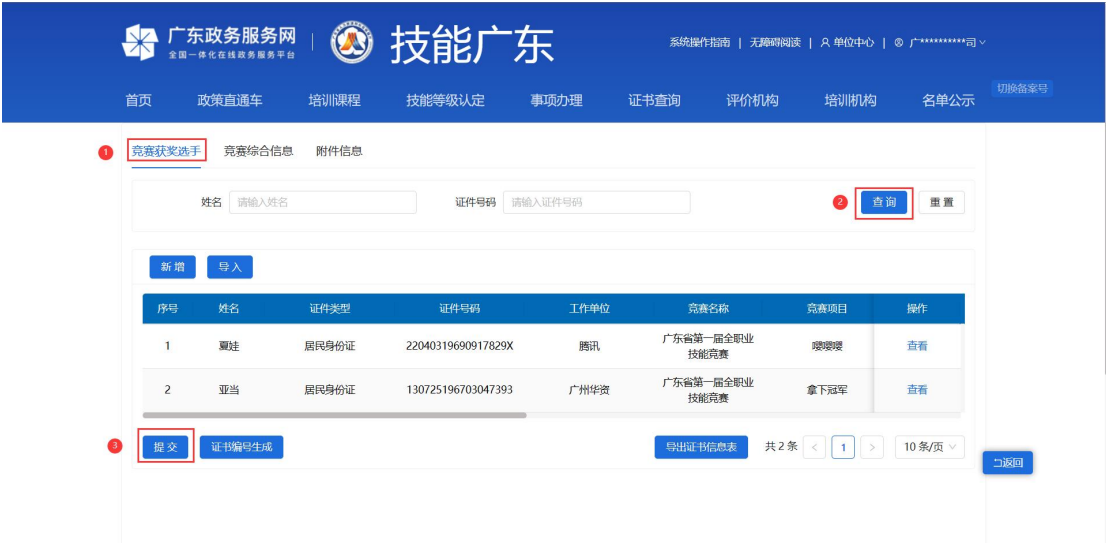 广东政务服务网
全国一体化在线政务服务平台
技能广东
系统操作指南 | 无障碍阅读 | 单位中心 | 广**********司
首页 政策直通车 培训课程 技能等级认定 事项办理 证书查询 评价机构 培训机构 名单公示 切换备案号
1 竞赛获奖选手 竞赛综合信息 附件信息
姓名 请输入姓名 证件号码 请输入证件号码 2 查询 重置
新增 导入
序号 姓名 证件类型 证件号码 工作单位 竞赛名称 竞赛项目 操作
1 夏娃 居民身份证 22040319690917829X 腾讯 广东省第一届全职业技能竞赛 嘤嘤嘤 查看
2 亚当 居民身份证 130725196703047393 广州华资 广东省第一届全职业技能竞赛 拿下冠军 查看
3 提交 证书编号生成 导出证书信息表 共 2 条 < 1 > 10 条/页
返回